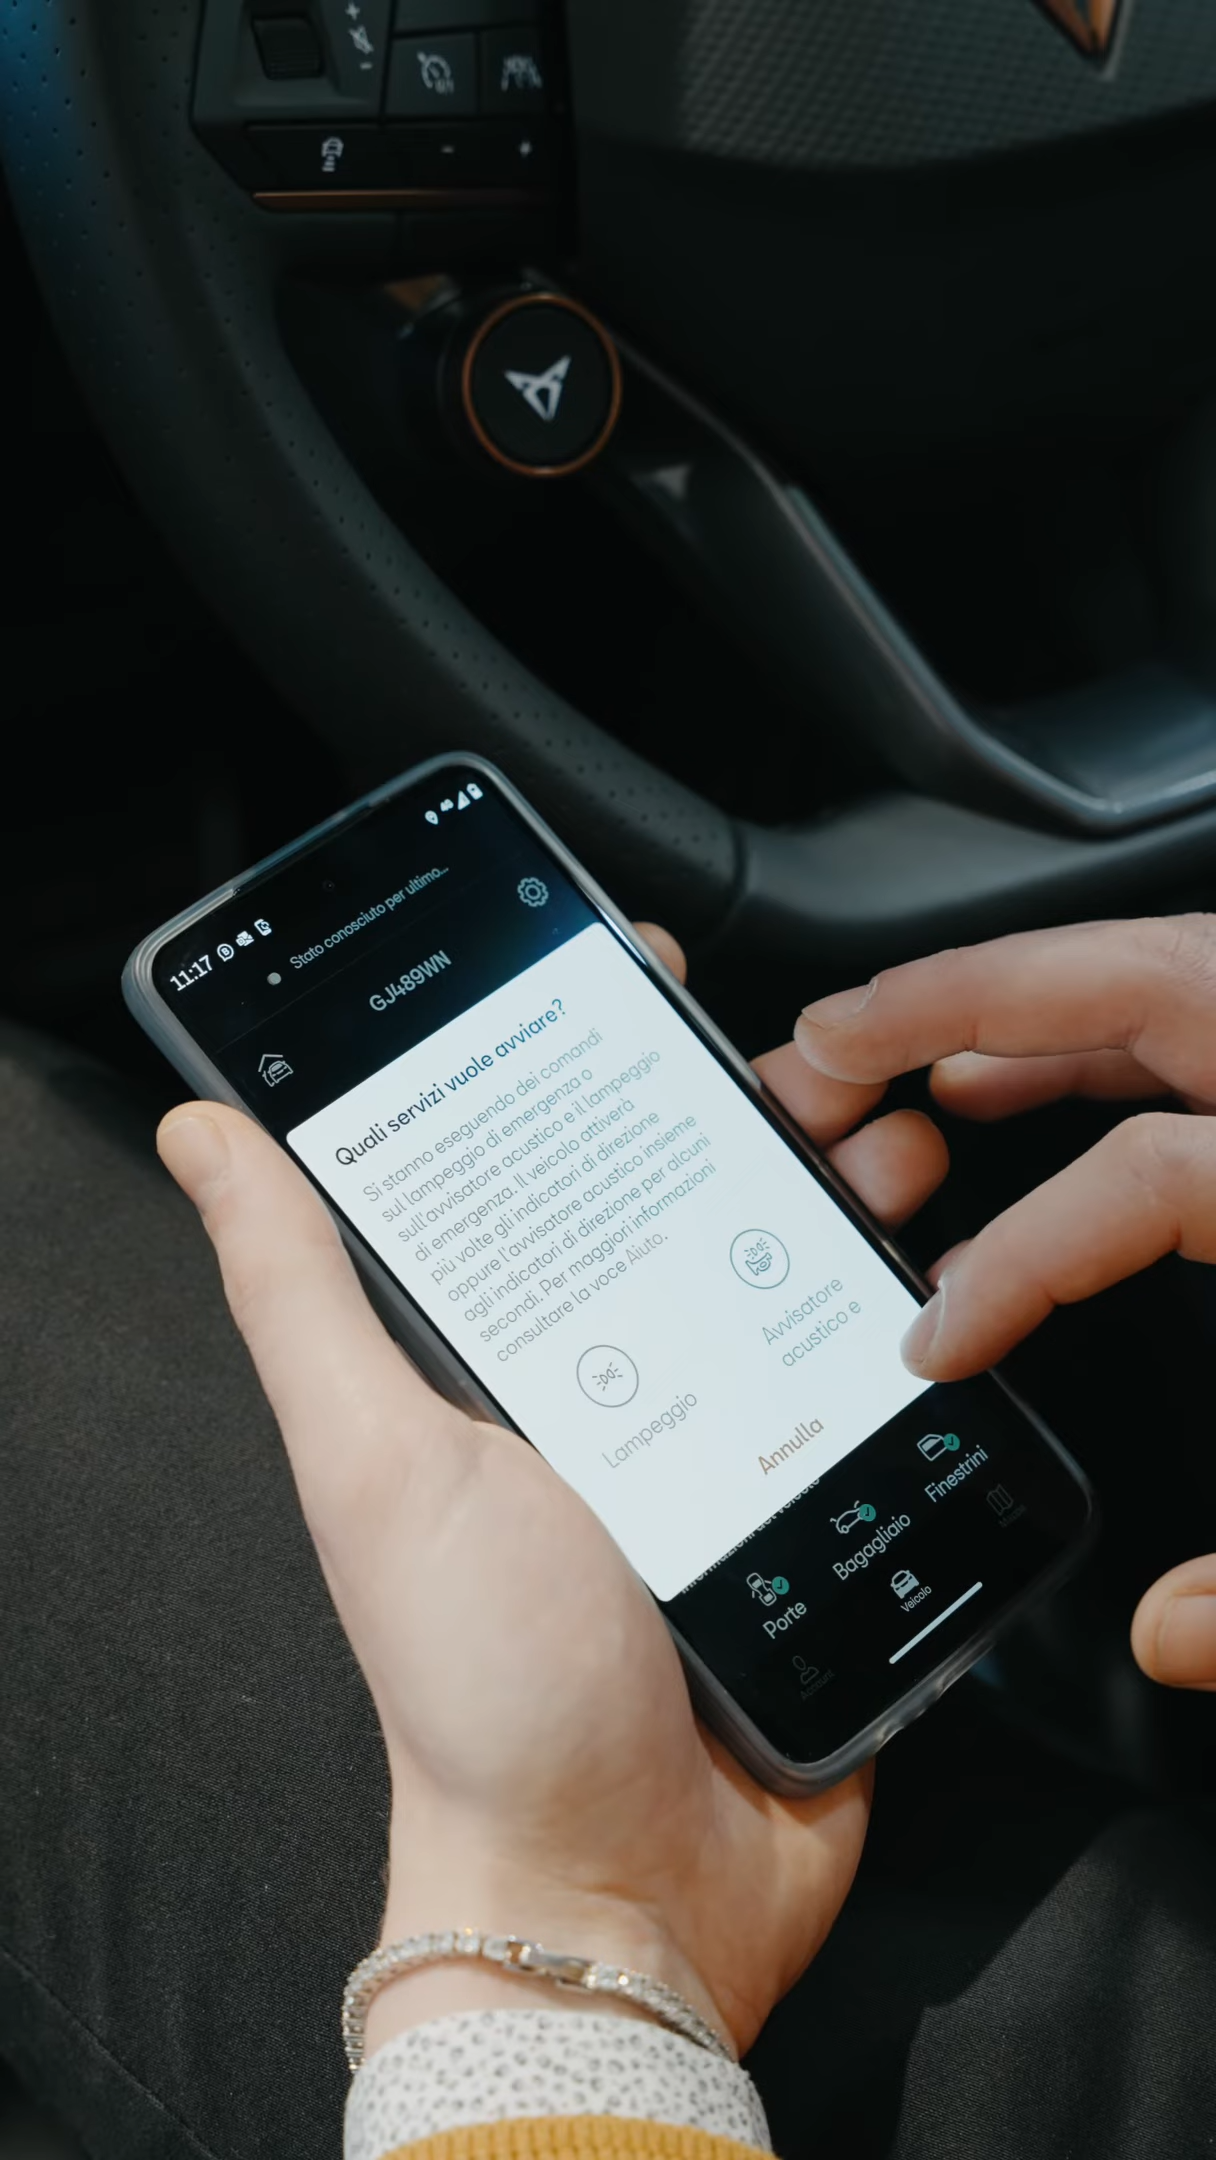 11:17
Stato conosciuto per ultimo...
GJ489WN
Quali servizi vuole avviare?
Si stanno eseguendo dei comandi
sul lampeggio di emergenza o
sull'avvisatore acustico e il lampeggio
di emergenza. Il veicolo attiverà
più volte gli indicatori di direzione
oppure l'avvisatore acustico insieme
agli indicatori di direzione per alcuni
secondi. Per maggiori informazioni
consultare la voce Aiuto.
Lampeggio
Avvisatore
acustico e
Annulla
Porte
Bagagliaio
Finestrini
Account
Veicolo